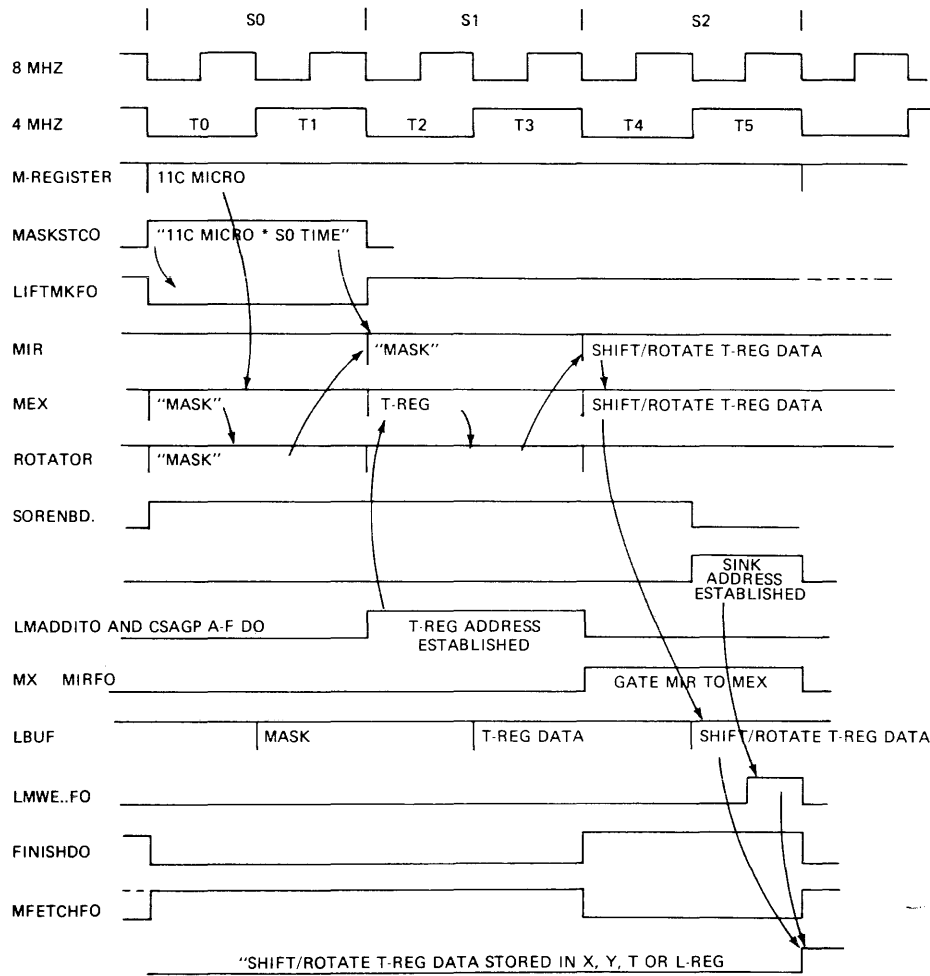 S0 S1 S2
8 MHZ
4 MHZ T0 T1 T2 T3 T4 T5
M-REGISTER 11C MICRO
MASKSTCO "11C MICRO * S0 TIME"
LIFTMKFO
MIR "MASK" SHIFT/ROTATE T-REG DATA
MEX "MASK" T-REG SHIFT/ROTATE T-REG DATA
ROTATOR "MASK"
SORENBD.
SINK
ADDRESS
ESTABLISHED
LMADDITO AND CSAGP A-F DO T-REG ADDRESS
ESTABLISHED
MX MIRFO GATE MIR TO MEX
LBUF MASK T-REG DATA SHIFT/ROTATE T-REG DATA
LMWE..FO
FINISHDO
MFETCHFO
"SHIFT/ROTATE T-REG DATA STORED IN X, Y, T OR L-REG